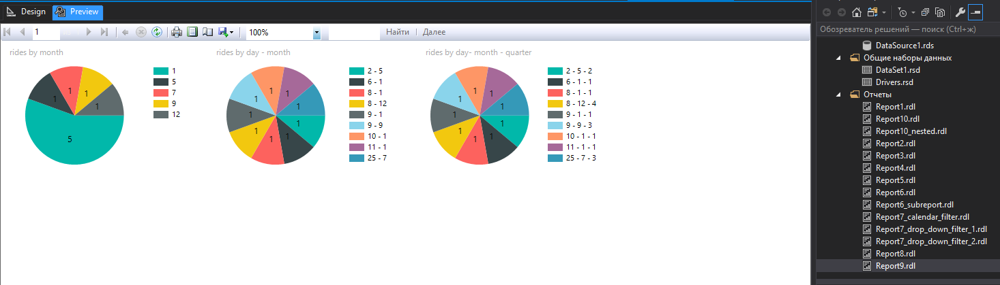 Design
Preview
1
100%
Найти | Далее
rides by month
5
1
1
1
1
1
5
7
9
12
rides by day - month
1
1
1
1
1
1
1
1
1
2 - 5
6 - 1
8 - 1
8 - 12
9 - 1
9 - 9
10 - 1
11 - 1
25 - 7
rides by day- month - quarter
1
1
1
1
1
1
1
1
1
2 - 5 - 2
6 - 1 - 1
8 - 1 - 1
8 - 12 - 4
9 - 1 - 1
9 - 9 - 3
10 - 1 - 1
11 - 1 - 1
25 - 7 - 3
Обозреватель решений — поиск (Ctrl+ж)
DataSource1.rds
Общие наборы данных
DataSet1.rsd
Drivers.rsd
Отчеты
Report1.rdl
Report10.rdl
Report10_nested.rdl
Report2.rdl
Report3.rdl
Report4.rdl
Report5.rdl
Report6.rdl
Report6_subreport.rdl
Report7_calendar_filter.rdl
Report7_drop_down_filter_1.rdl
Report7_drop_down_filter_2.rdl
Report8.rdl
Report9.rdl